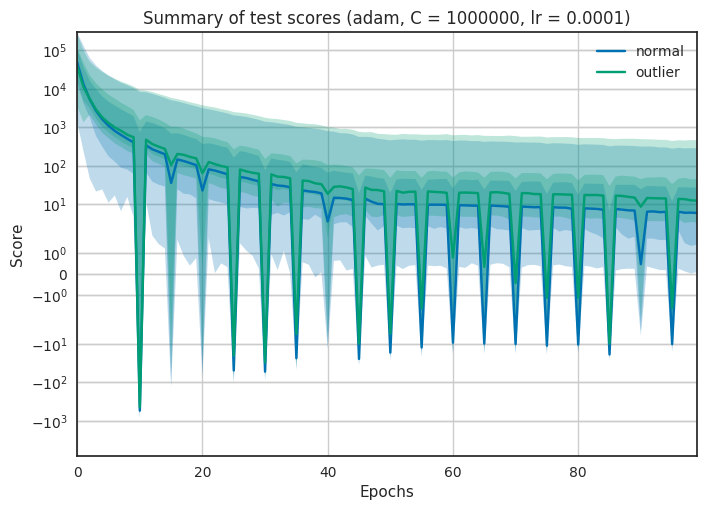 Summary of test scores (adam, C = 1000000, lr = 0.0001)
normal
outlier
Score
10^5
10^4
10^3
10^2
10^1
10^0
0
−10^0
−10^1
−10^2
−10^3
0 20 40 60 80
Epochs